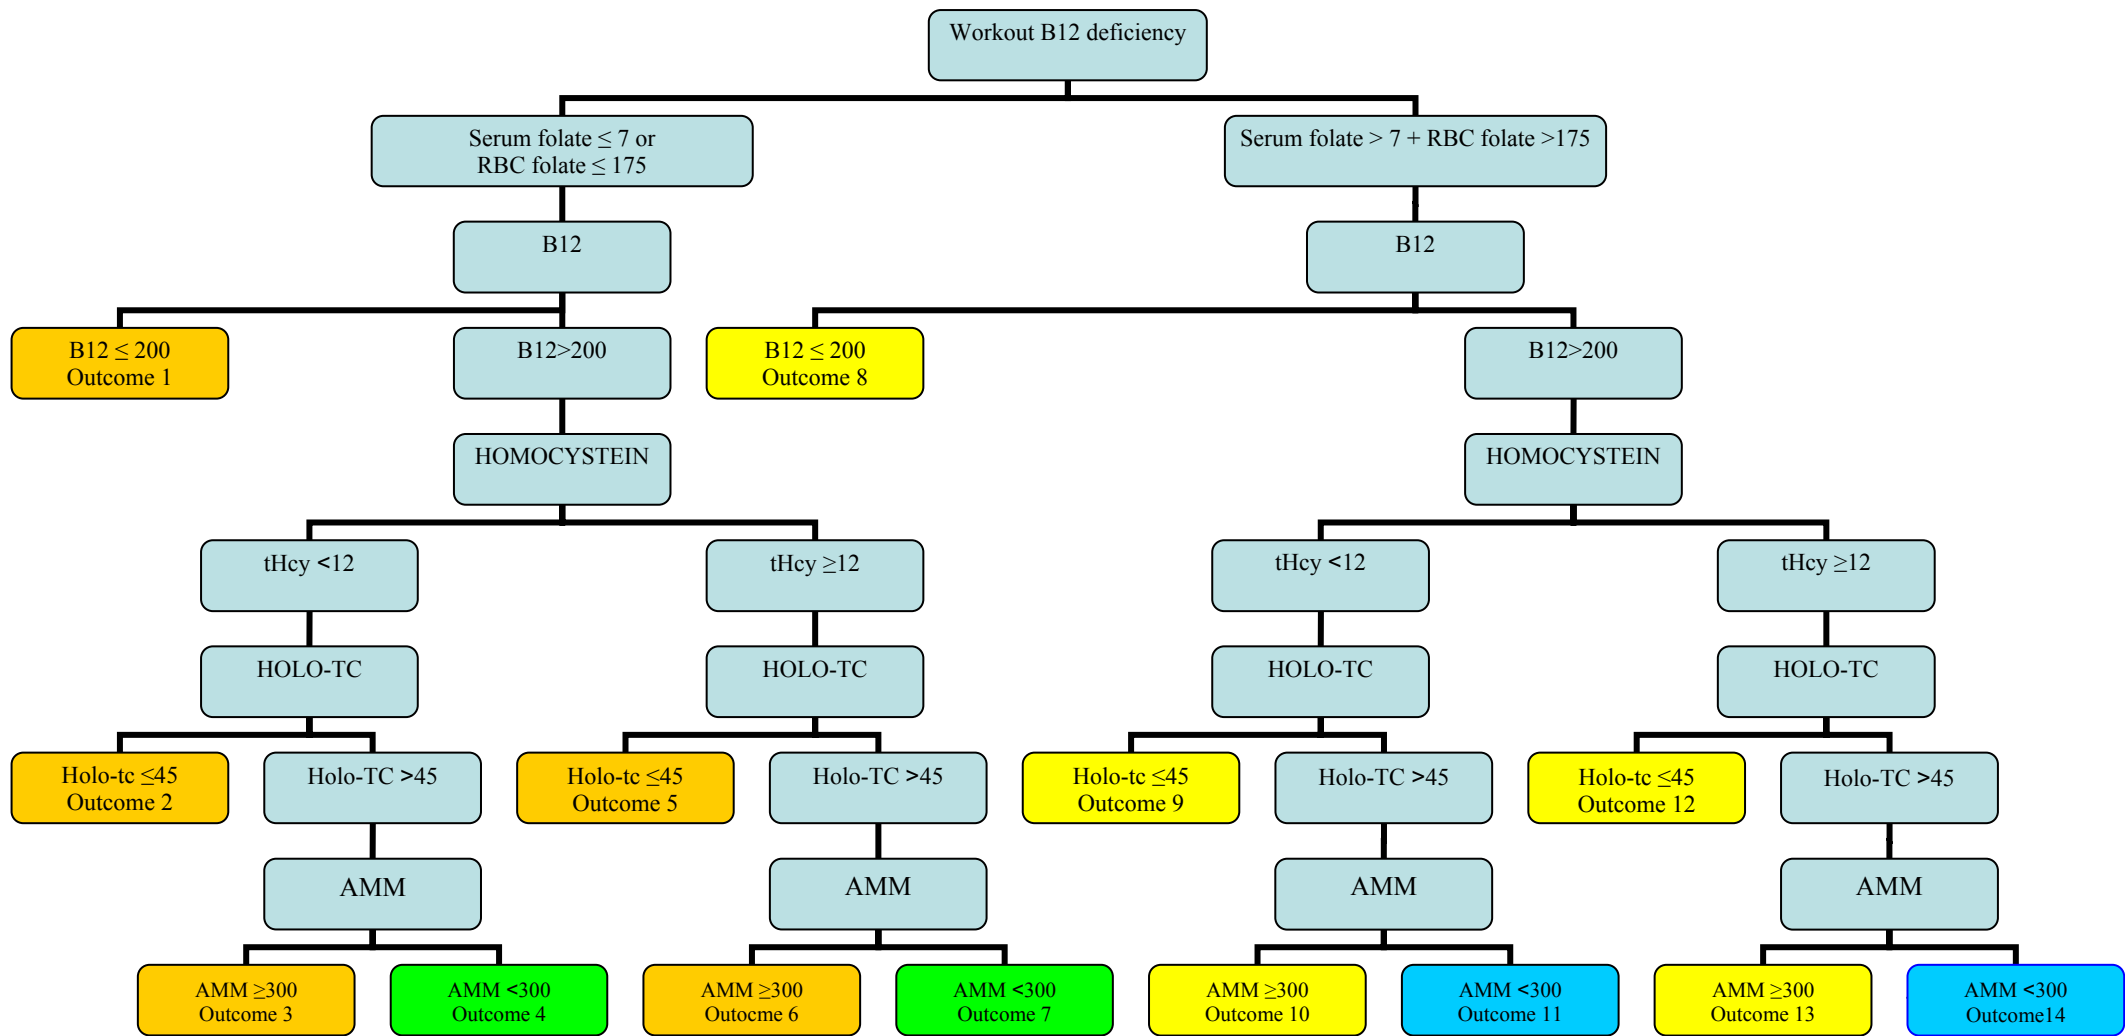 Workout B12 deficiency
Serum folate ≤ 7 or
RBC folate ≤ 175
Serum folate > 7 + RBC folate >175
B12
B12
B12 ≤ 200
Outcome 1
B12>200
B12 ≤ 200
Outcome 8
B12>200
HOMOCYSTEIN
HOMOCYSTEIN
tHcy <12
tHcy ≥12
tHcy <12
tHcy ≥12
HOLO-TC
HOLO-TC
HOLO-TC
HOLO-TC
Holo-tc ≤45
Outcome 2
Holo-TC >45
Holo-tc ≤45
Outcome 5
Holo-TC >45
Holo-tc ≤45
Outcome 9
Holo-TC >45
Holo-tc ≤45
Outcome 12
Holo-TC >45
AMM
AMM
AMM
AMM
AMM ≥300
Outcome 3
AMM <300
Outcome 4
AMM ≥300
Outocme 6
AMM <300
Outcome 7
AMM ≥300
Outcome 10
AMM <300
Outcome 11
AMM ≥300
Outcome 13
AMM <300
Outcome14